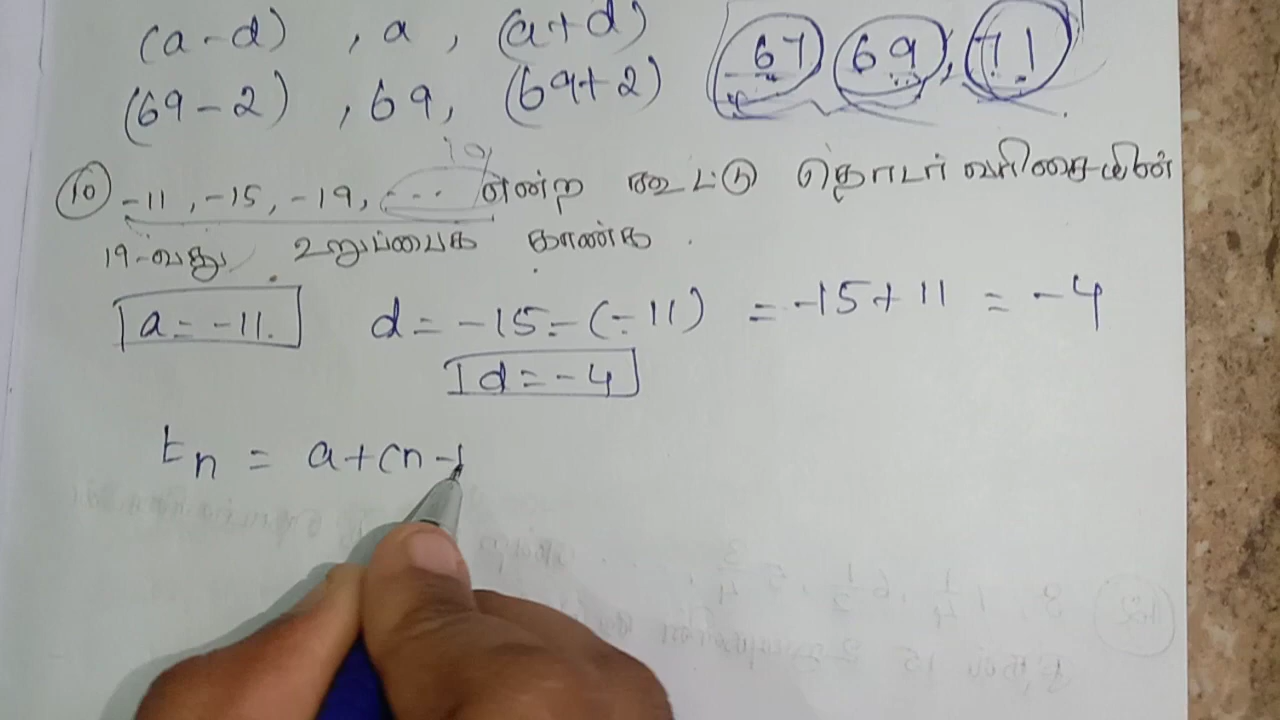 (a-d) , a , (a+d) 67 69, 71
(69-2) , 69, (69+2)
19
(10) -11, -15, -19, ... என்ற கூட்டு தொடர் வரிசையின்
19-வது உறுப்பைக் காண்க .
a = -11. d = -15-(-11) = -15+11 = -4
d = -4
tn = a+(n-1